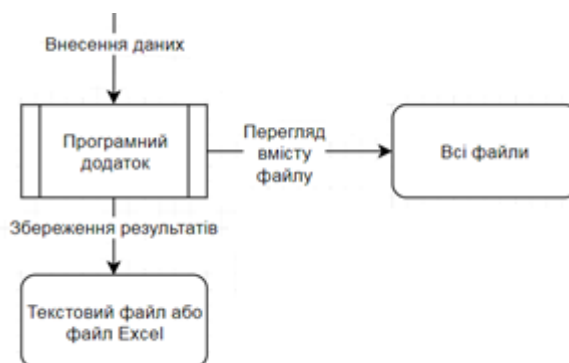 Внесення даних
Програмний
додаток
Перегляд
вмісту
файлу
Всі файли
Збереження результатів
Текстовий файл або
файл Excel